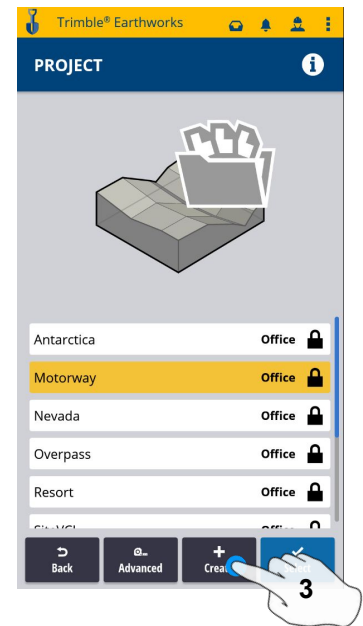 Trimble® Earthworks
PROJECT
Antarctica Office
Motorway Office
Nevada Office
Overpass Office
Resort Office
Back Advanced
3